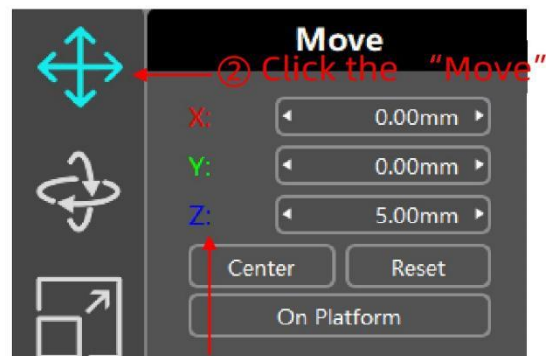 Move
② Click the “Move”
X: 0.00mm
Y: 0.00mm
Z: 5.00mm
Center Reset
On Platform